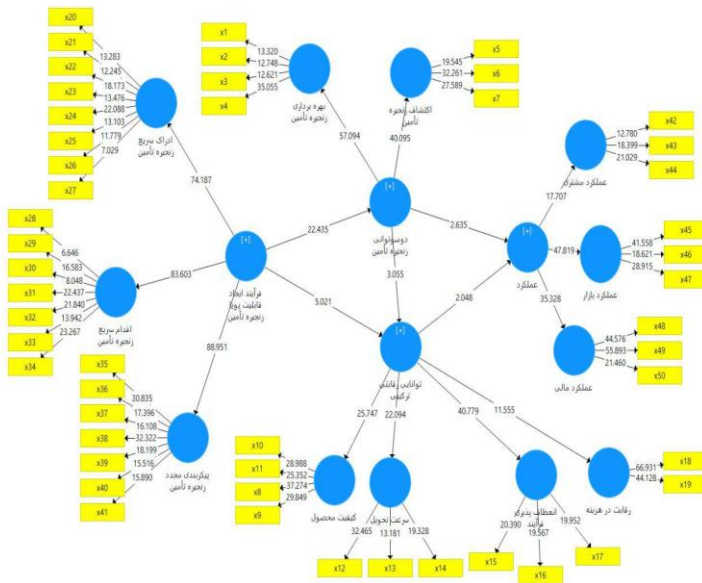 x20
x21
x22
x23
x24
x25
x26
x27
13.283
12.245
18.173
13.476
22.088
13.103
11.779
7.029
ادراک سریع
زنجیره تأمین
x1
x2
x3
x4
13.320
12.748
12.621
35.055
بهره برداری
زنجیره تأمین
اکتشاف زنجیره
تأمین
19.545
32.261
27.589
x5
x6
x7
57.094
40.095
74.187
[+]
دوسوتوانی
زنجیره تأمین
22.435
2.635
3.055
[+]
فرآیند ایجاد
قابلیت پویا
زنجیره تأمین
83.603
88.951
5.021
[+]
عملکرد
2.048
17.707
47.819
35.328
عملکرد مشتری
12.780
18.399
21.029
x42
x43
x44
عملکرد بازار
41.558
18.621
28.915
x45
x46
x47
عملکرد مالی
44.576
55.893
21.460
x48
x49
x50
x28
x29
x30
x31
x32
x33
x34
6.646
16.583
8.048
22.437
21.840
13.942
23.267
اقدام سریع
زنجیره تأمین
x35
x36
x37
x38
x39
x40
x41
30.835
17.396
16.108
32.322
18.199
15.516
15.890
پیکربندی مجدد
زنجیره تأمین
[+]
توانایی رقابتی
ترکیبی
25.747
22.094
40.779
11.555
x10
x11
x8
x9
28.988
25.352
37.274
29.849
کیفیت محصول
سرعت تحویل
32.465
13.181
19.328
x12
x13
x14
انعطاف پذیری
فرآیند
20.390
19.567
19.952
x15
x16
x17
رقابت در هزینه
66.931
44.128
x18
x19